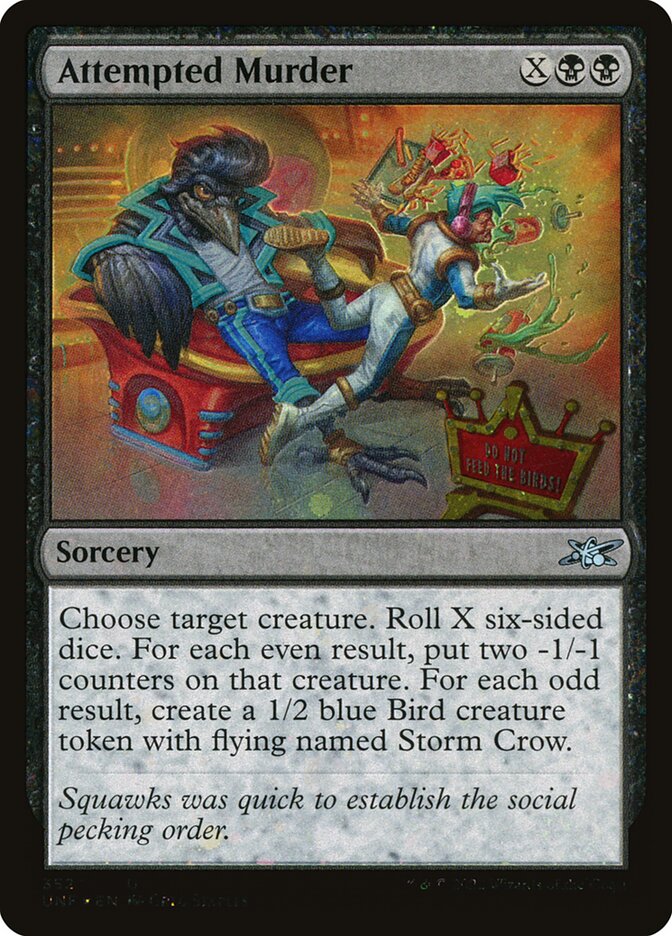 Attempted Murder X
DO NOT
FEED THE BIRDS!
Sorcery
Choose target creature. Roll X six-sided
dice. For each even result, put two -1/-1
counters on that creature. For each odd
result, create a 1/2 blue Bird creature
token with flying named Storm Crow.
Squawks was quick to establish the social
pecking order.
UNF EN